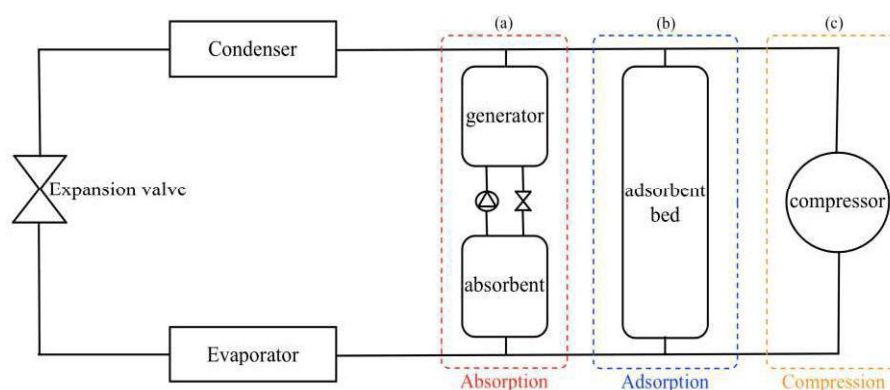 (a)
(b)
(c)
Condenser
generator
Expansion valve
adsorbent
bed
compressor
absorbent
Evaporator
Absorption
Adsorption
Compression